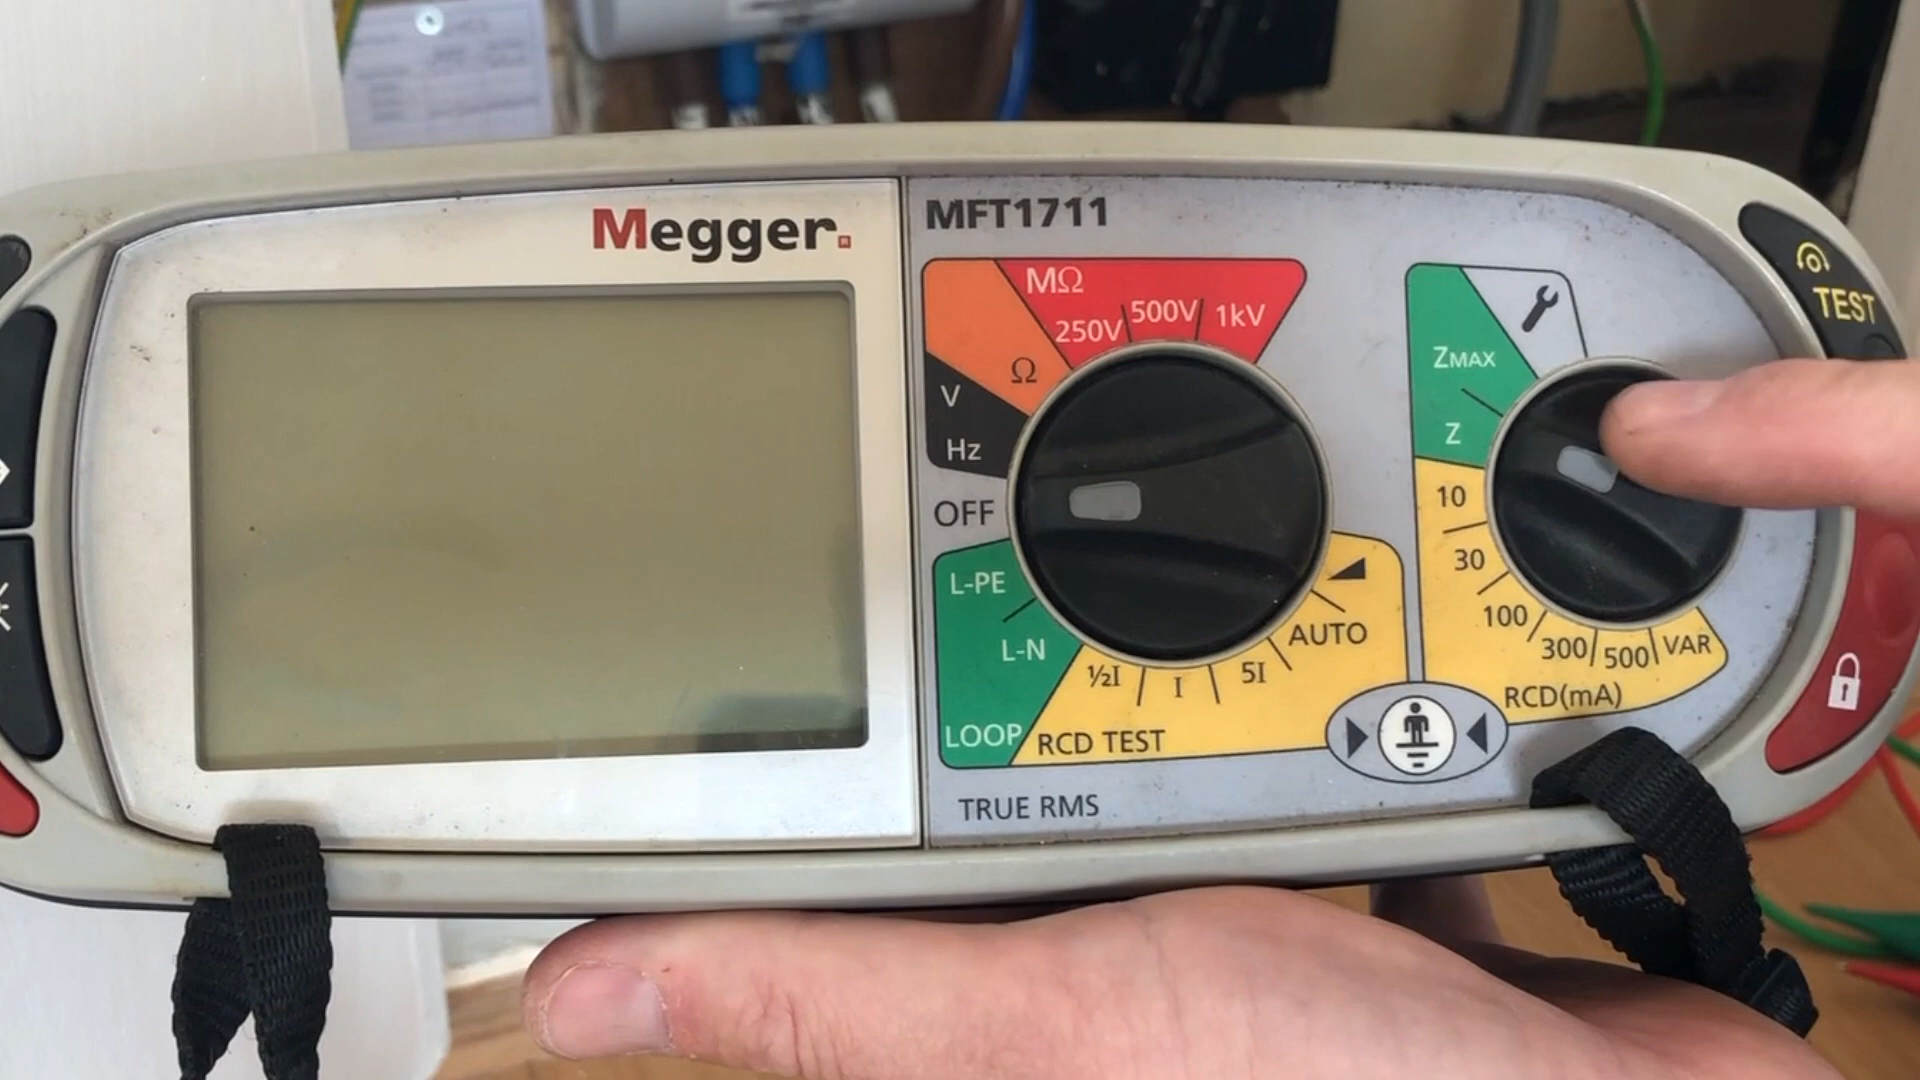 Megger.
MFT1711
MΩ
250V 500V 1kV
Ω
V
Hz
OFF
L-PE
L-N
LOOP
½I
I
5I
AUTO
RCD TEST
TRUE RMS
ZMAX
Z
10
30
100
300
500
VAR
RCD(mA)
TEST